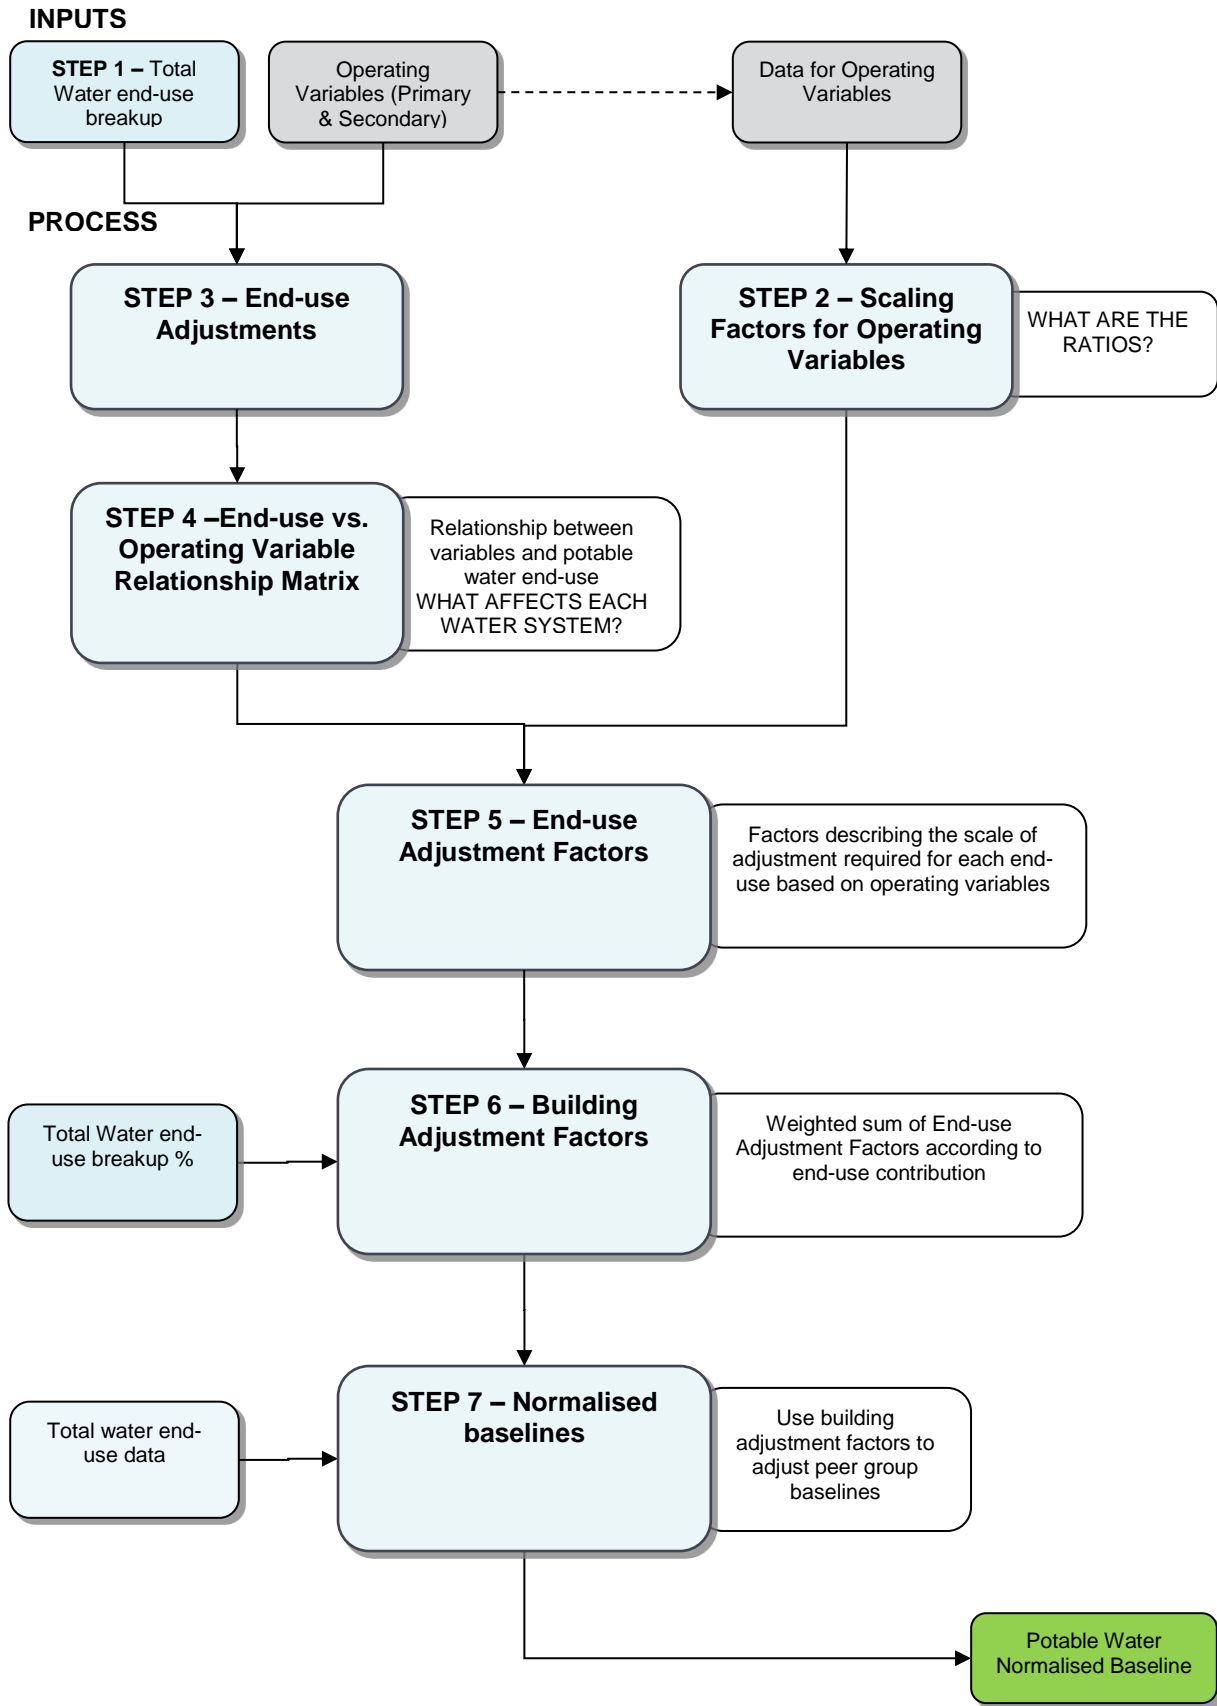 INPUTS
STEP 1 – Total
Water end-use
breakup
Operating
Variables (Primary
& Secondary)
Data for Operating
Variables
PROCESS
STEP 3 – End-use
Adjustments
STEP 2 – Scaling
Factors for Operating
Variables
WHAT ARE THE
RATIOS?
STEP 4 –End-use vs.
Operating Variable
Relationship Matrix
Relationship between
variables and potable
water end-use
WHAT AFFECTS EACH
WATER SYSTEM?
STEP 5 – End-use
Adjustment Factors
Factors describing the scale of
adjustment required for each end-
use based on operating variables
Total Water end-
use breakup %
STEP 6 – Building
Adjustment Factors
Weighted sum of End-use
Adjustment Factors according to
end-use contribution
Total water end-
use data
STEP 7 – Normalised
baselines
Use building
adjustment factors to
adjust peer group
baselines
Potable Water
Normalised Baseline